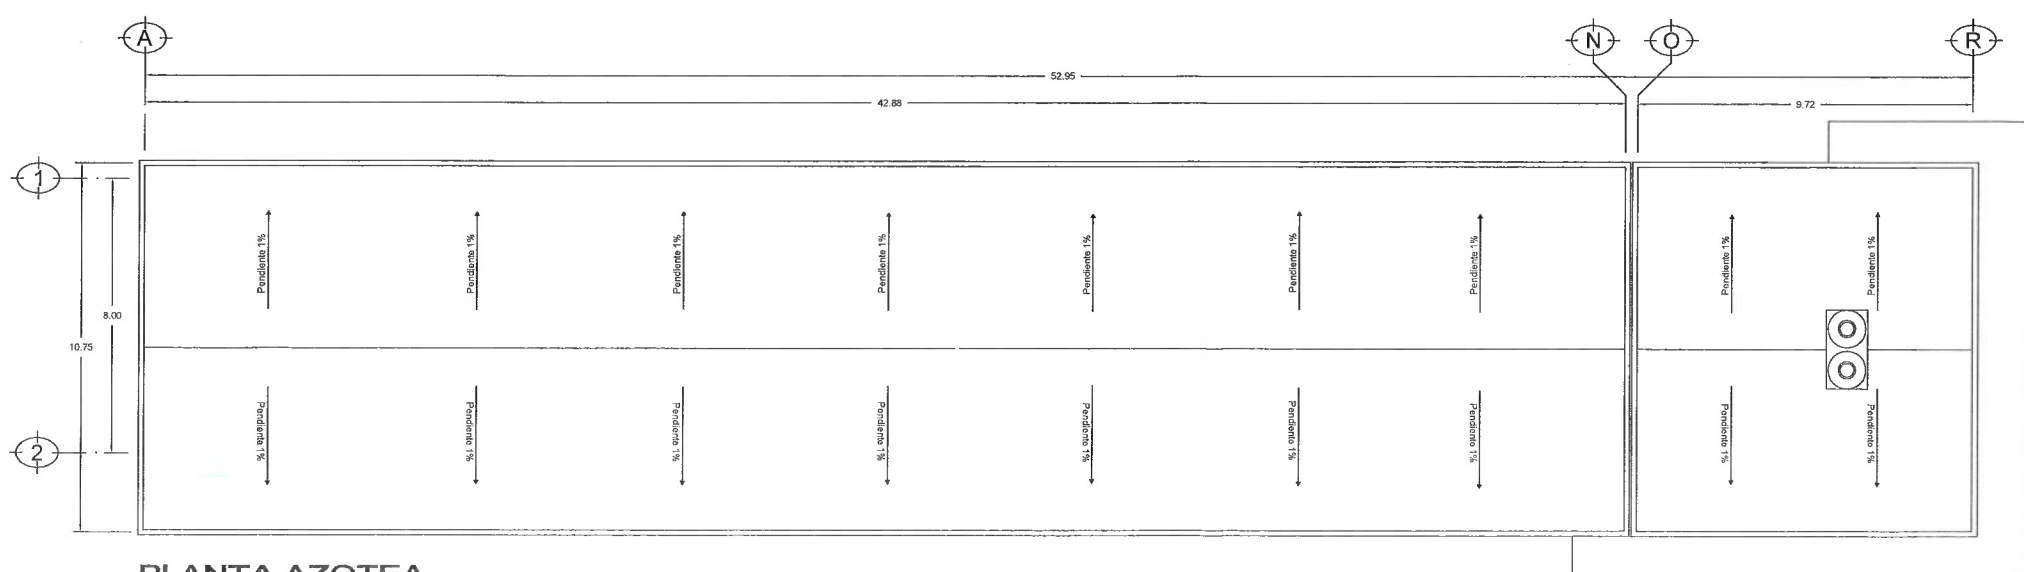 A
N
O
R
52.95
42.88
9.72
1
Pendiente 1%
Pendiente 1%
Pendiente 1%
Pendiente 1%
Pendiente 1%
Pendiente 1%
Pendiente 1%
Pendiente 1%
Pendiente 1%
8.00
10.75
Pendiente 1%
Pendiente 1%
Pendiente 1%
Pendiente 1%
Pendiente 1%
Pendiente 1%
Pendiente 1%
Pendiente 1%
Pendiente 1%
2
PLANTA AZOTEA